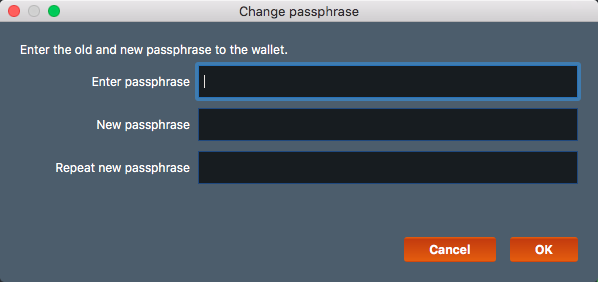 Change passphrase
Enter the old and new passphrase to the wallet.
Enter passphrase
New passphrase
Repeat new passphrase
Cancel OK